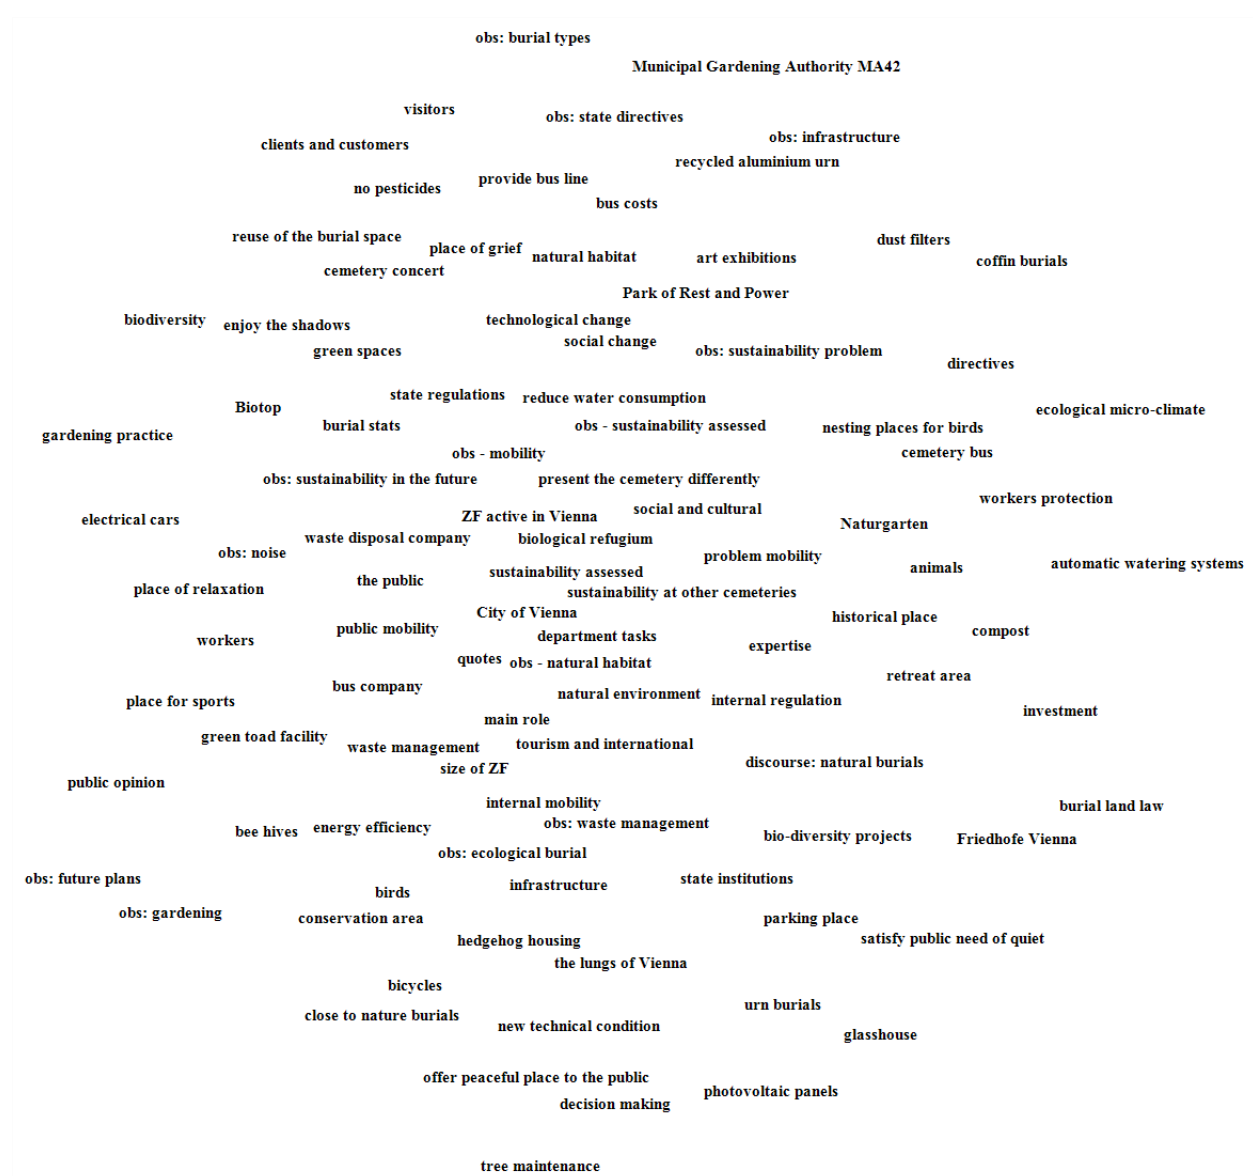 obs: burial types
Municipal Gardening Authority MA42
visitors
obs: state directives
obs: infrastructure
clients and customers
recycled aluminium urn
provide bus line
no pesticides
bus costs
reuse of the burial space
dust filters
place of grief
natural habitat
art exhibitions
coffin burials
cemetery concert
Park of Rest and Power
biodiversity
technological change
enjoy the shadows
social change
green spaces
obs: sustainability problem
directives
state regulations
reduce water consumption
Biotop
ecological micro-climate
burial stats
obs - sustainability assessed
nesting places for birds
gardening practice
obs - mobility
cemetery bus
obs: sustainability in the future
present the cemetery differently
workers protection
social and cultural
ZF active in Vienna
electrical cars
Naturgarten
waste disposal company
biological refugium
obs: noise
problem mobility
automatic watering systems
animals
sustainability assessed
the public
place of relaxation
sustainability at other cemeteries
City of Vienna
historical place
public mobility
compost
department tasks
workers
expertise
quotes
obs - natural habitat
retreat area
bus company
natural environment
internal regulation
place for sports
investment
main role
green toad facility
waste management
tourism and international
discourse: natural burials
size of ZF
public opinion
internal mobility
burial land law
obs: waste management
energy efficiency
bee hives
bio-diversity projects
Friedhofe Vienna
obs: ecological burial
obs: future plans
state institutions
infrastructure
birds
obs: gardening
conservation area
parking place
hedgehog housing
satisfy public need of quiet
the lungs of Vienna
bicycles
urn burials
close to nature burials
new technical condition
glasshouse
offer peaceful place to the public
photovoltaic panels
decision making
tree maintenance